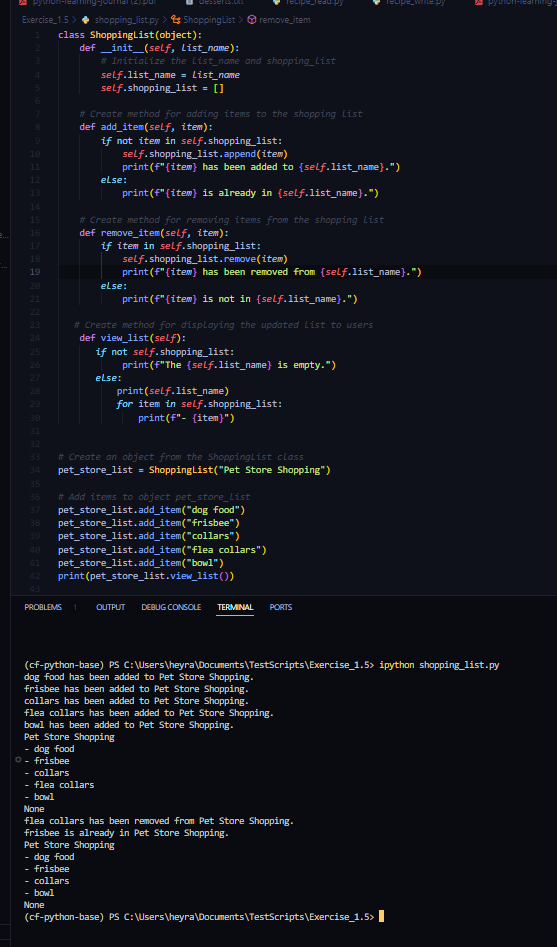 python-learning-journal (2).pdf desserts.txt recipe_read.py recipe_write.py python-learning-j
Exercise_1.5 > shopping_list.py > ShoppingList > remove_item
1 class ShoppingList(object):
2 def __init__(self, list_name):
3 # Initialize the list_name and shopping_list
4 self.list_name = list_name
5 self.shopping_list = []
6
7 # Create method for adding items to the shopping list
8 def add_item(self, item):
9 if not item in self.shopping_list:
10 self.shopping_list.append(item)
11 print(f"{item} has been added to {self.list_name}.")
12 else:
13 print(f"{item} is already in {self.list_name}.")
14
15 # Create method for removing items from the shopping list
16 def remove_item(self, item):
17 if item in self.shopping_list:
18 self.shopping_list.remove(item)
19 print(f"{item} has been removed from {self.list_name}.")
20 else:
21 print(f"{item} is not in {self.list_name}.")
22
23 # Create method for displaying the updated list to users
24 def view_list(self):
25 if not self.shopping_list:
26 print(f"The {self.list_name} is empty.")
27 else:
28 print(self.list_name)
29 for item in self.shopping_list:
30 print(f"- {item}")
31
32
33 # Create an object from the ShoppingList class
34 pet_store_list = ShoppingList("Pet Store Shopping")
35
36 # Add items to object pet_store_list
37 pet_store_list.add_item("dog food")
38 pet_store_list.add_item("frisbee")
39 pet_store_list.add_item("collars")
40 pet_store_list.add_item("flea collars")
41 pet_store_list.add_item("bowl")
42 print(pet_store_list.view_list())
43
PROBLEMS 1 OUTPUT DEBUG CONSOLE TERMINAL PORTS
(cf-python-base) PS C:\Users\heyra\Documents\TestScripts\Exercise_1.5> ipython shopping_list.py
dog food has been added to Pet Store Shopping.
frisbee has been added to Pet Store Shopping.
collars has been added to Pet Store Shopping.
flea collars has been added to Pet Store Shopping.
bowl has been added to Pet Store Shopping.
Pet Store Shopping
- dog food
- frisbee
- collars
- flea collars
- bowl
None
flea collars has been removed from Pet Store Shopping.
frisbee is already in Pet Store Shopping.
Pet Store Shopping
- dog food
- frisbee
- collars
- bowl
None
(cf-python-base) PS C:\Users\heyra\Documents\TestScripts\Exercise_1.5>